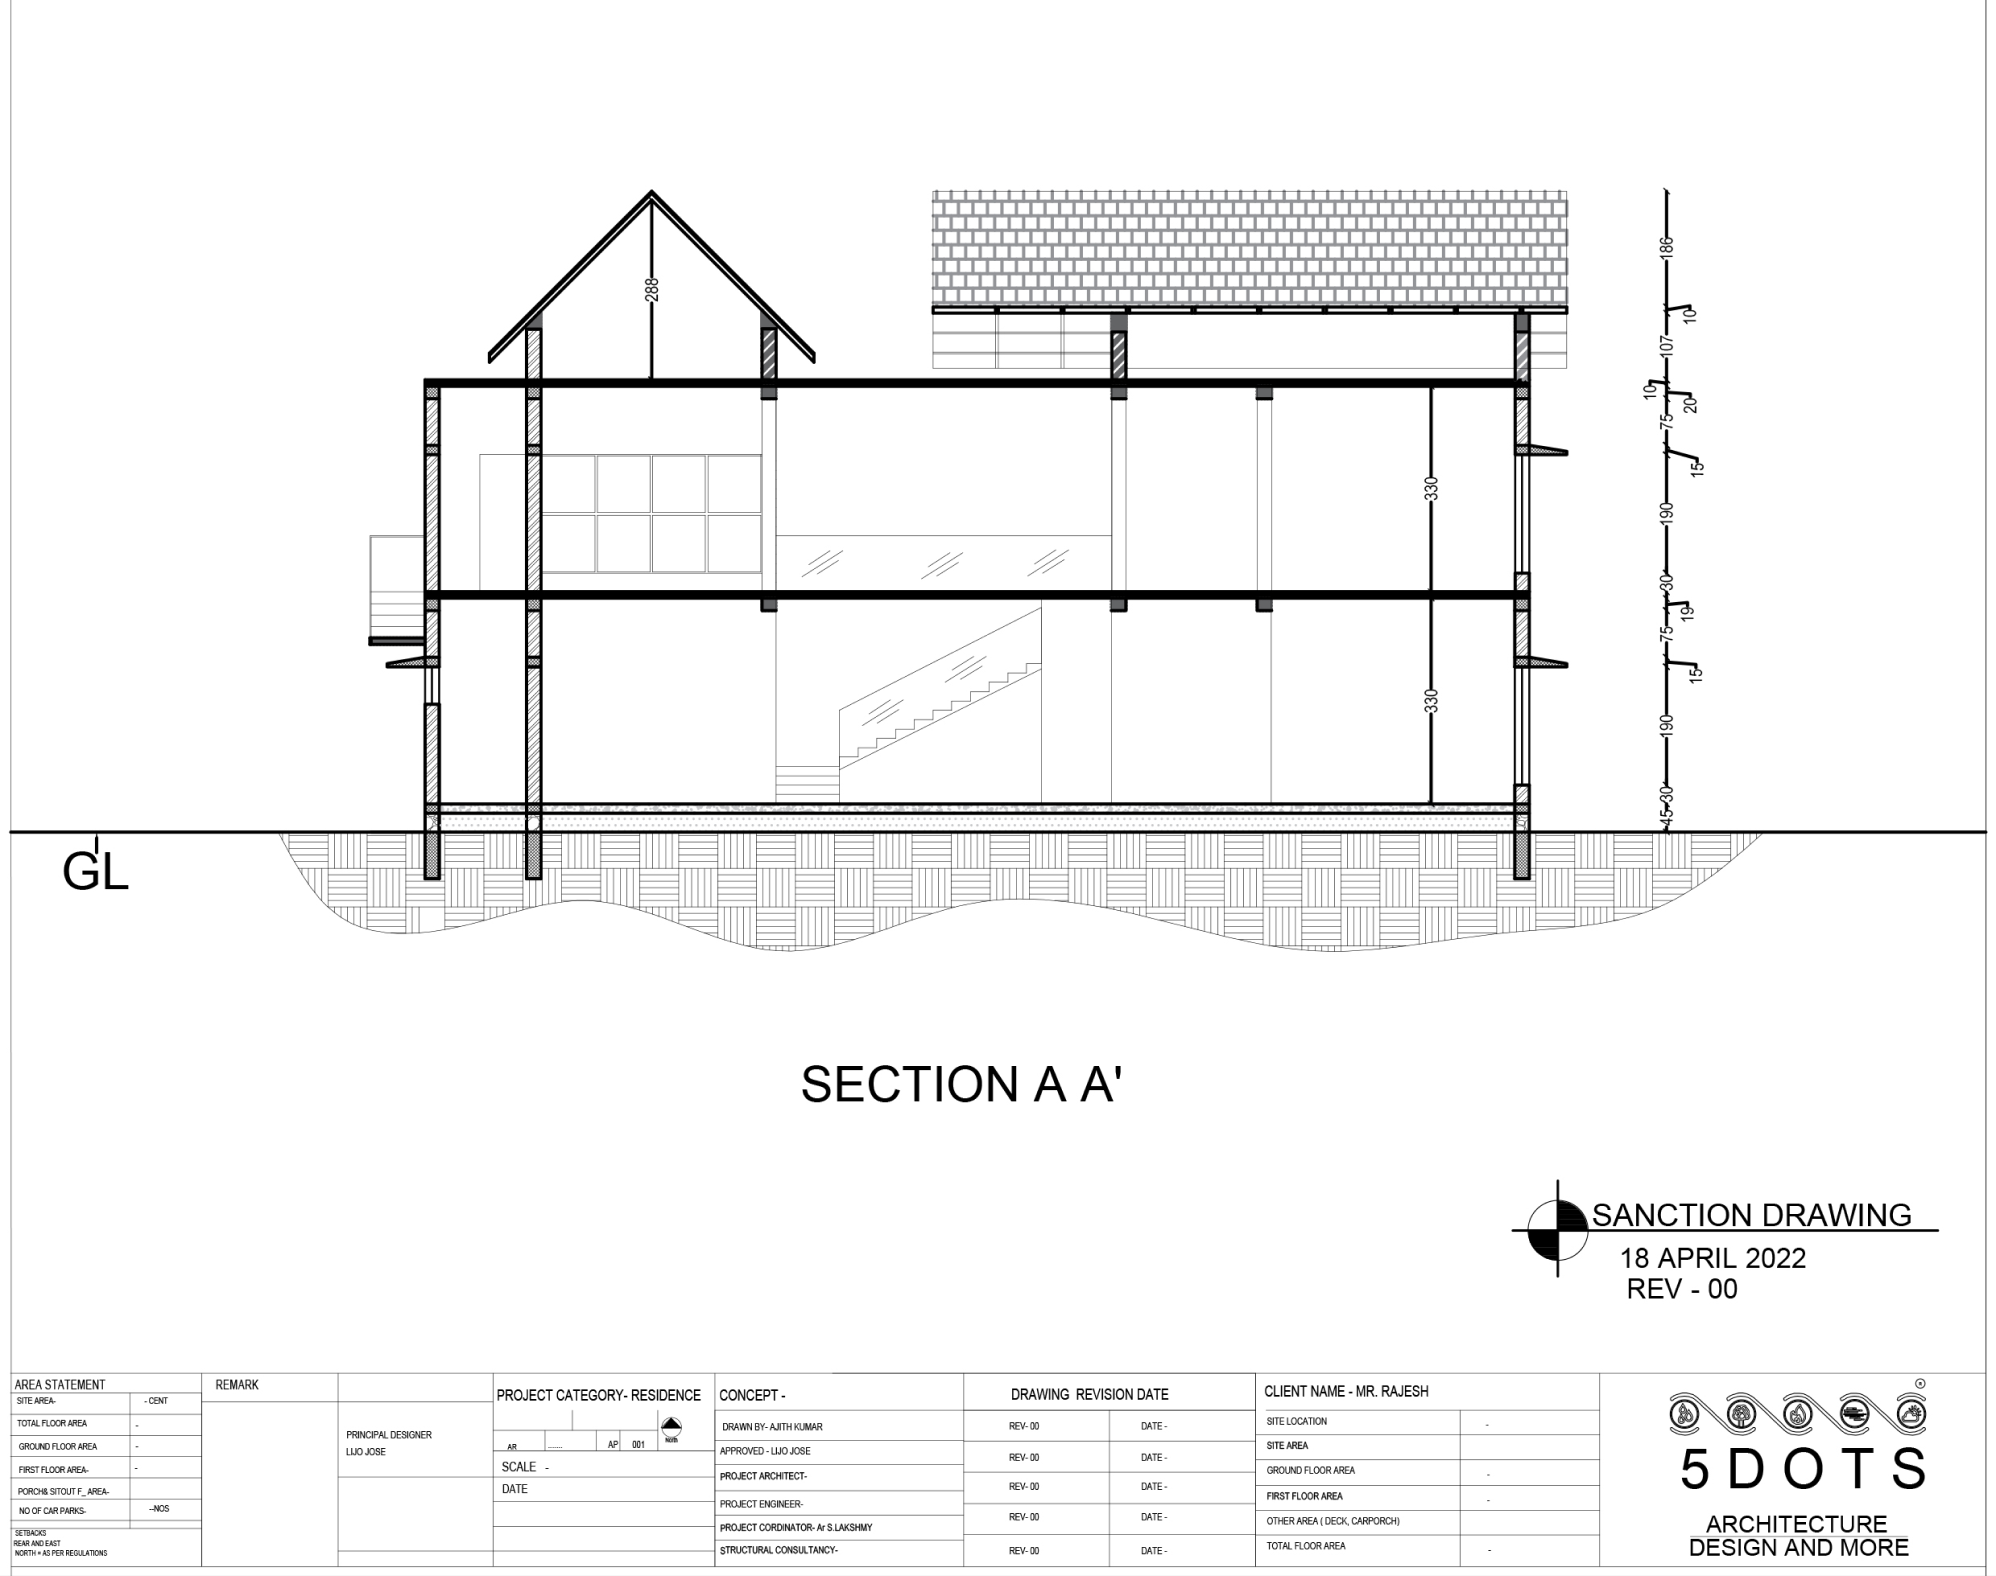 288
186
10
107
10
20
75
15
190
30
19
75
15
190
30
45
330
330
GL
SECTION A A'
SANCTION DRAWING
18 APRIL 2022
REV - 00
AREA STATEMENT
SITE AREA-
- CENT
TOTAL FLOOR AREA
-
GROUND FLOOR AREA
-
FIRST FLOOR AREA-
-
PORCH& SITOUT F_ AREA-
NO OF CAR PARKS-
--NOS
SETBACKS
REAR AND EAST
NORTH = AS PER REGULATIONS
REMARK
PRINCIPAL DESIGNER
LIJO JOSE
PROJECT CATEGORY- RESIDENCE
North
AR
.......
AP
001
SCALE -
DATE
CONCEPT -
DRAWN BY- AJITH KUMAR
APPROVED - LIJO JOSE
PROJECT ARCHITECT-
PROJECT ENGINEER-
PROJECT CORDINATOR- Ar S.LAKSHMY
STRUCTURAL CONSULTANCY-
DRAWING REVISION DATE
REV- 00
DATE -
REV- 00
DATE -
REV- 00
DATE -
REV- 00
DATE -
REV- 00
DATE -
CLIENT NAME - MR. RAJESH
SITE LOCATION
-
SITE AREA
GROUND FLOOR AREA
-
FIRST FLOOR AREA
-
OTHER AREA ( DECK, CARPORCH)
TOTAL FLOOR AREA
-
®
5 D O T S
ARCHITECTURE
DESIGN AND MORE